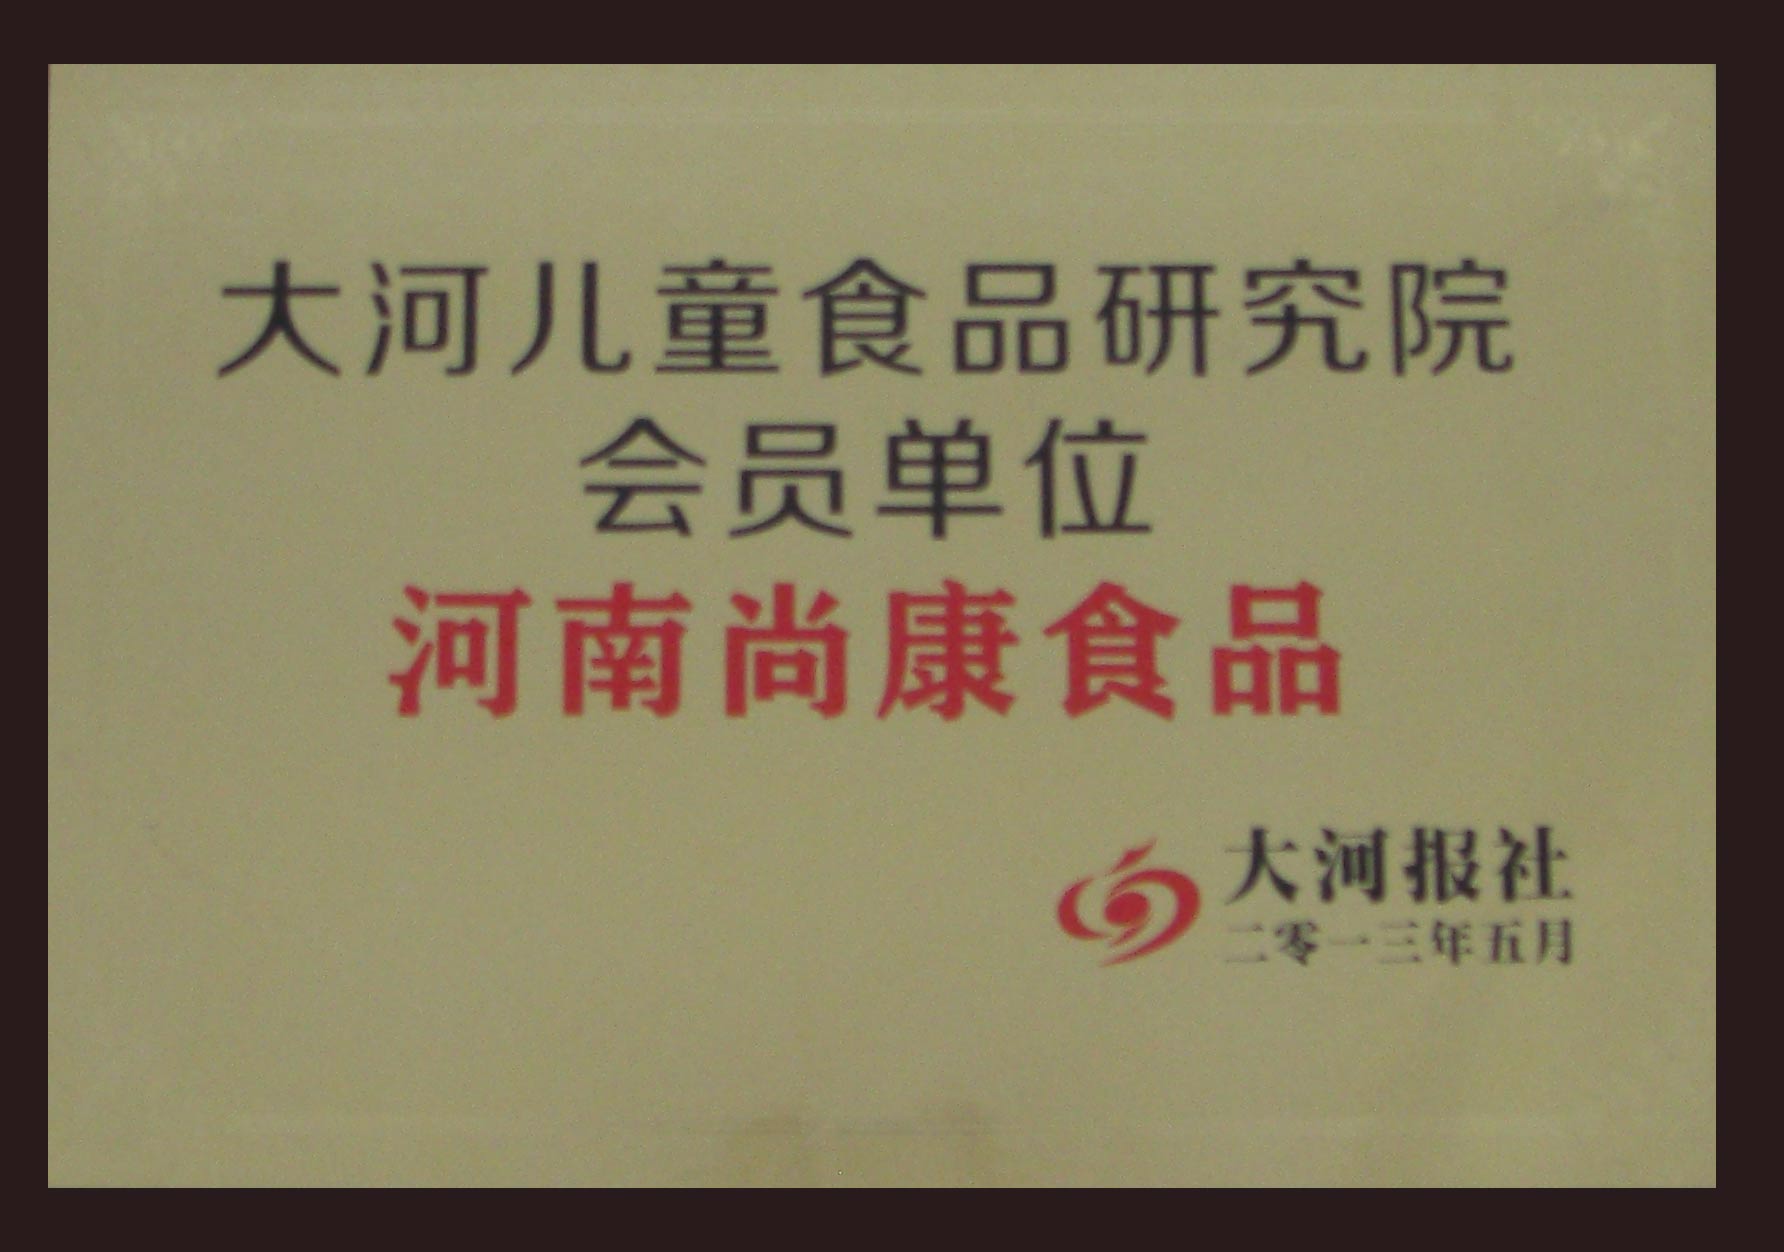 大河儿童食品研究院
会员单位
河南尚康食品
大河报社
二零一三年五月